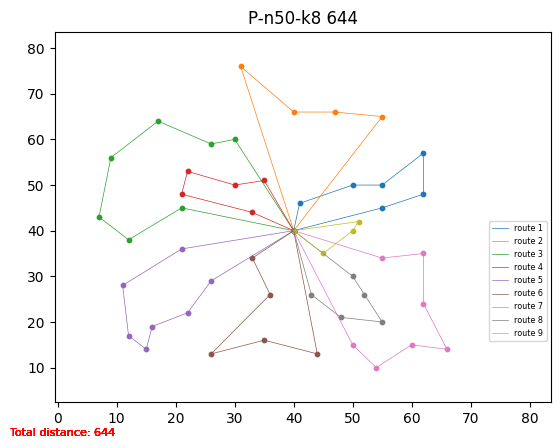 P-n50-k8 644
80
70
60
50
40
30
20
10
0 10 20 30 40 50 60 70 80
route 1
route 2
route 3
route 4
route 5
route 6
route 7
route 8
route 9
Total distance: 644